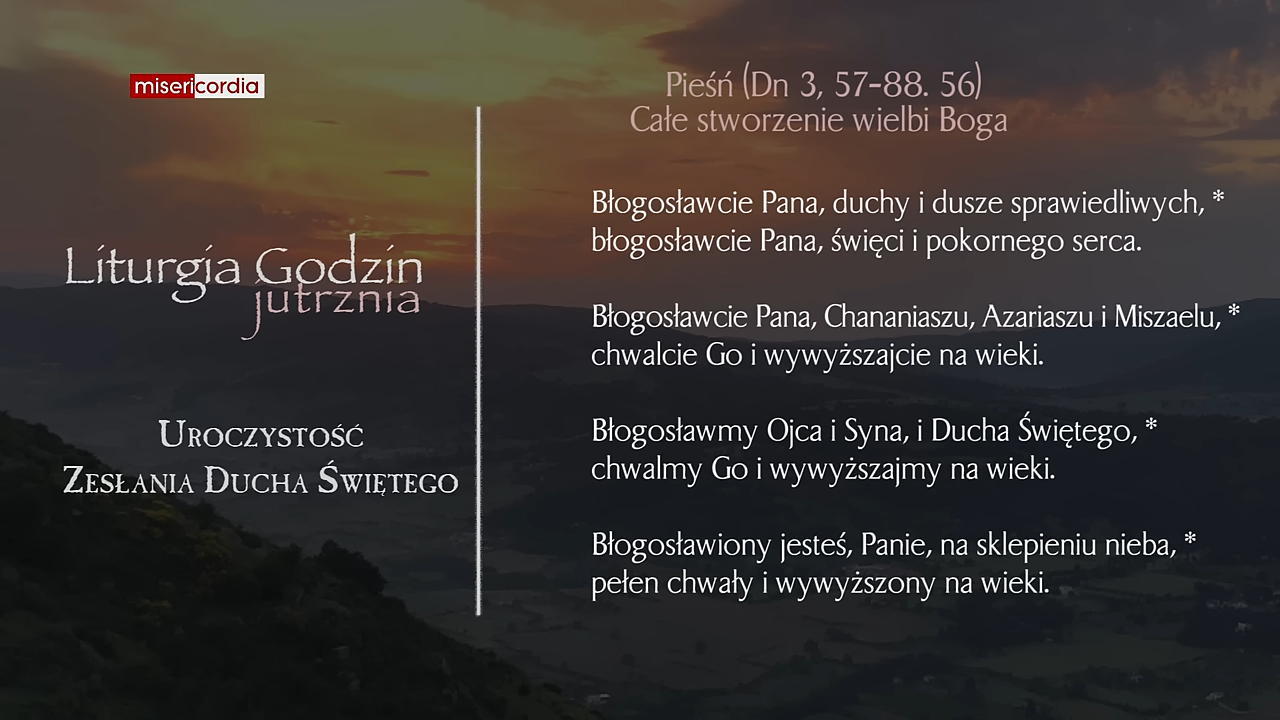 misericordia
Liturgia Godzin
jutrznia
Uroczystość
Zesłania Ducha Świętego
Pieśń (Dn 3, 57-88. 56)
Całe stworzenie wielbi Boga
Błogosławcie Pana, duchy i dusze sprawiedliwych, *
błogosławcie Pana, święci i pokornego serca.
Błogosławcie Pana, Chananiaszu, Azariaszu i Miszaelu, *
chwalcie Go i wywyższajcie na wieki.
Błogosławmy Ojca i Syna, i Ducha Świętego, *
chwalmy Go i wywyższajmy na wieki.
Błogosławiony jesteś, Panie, na sklepieniu nieba, *
pełen chwały i wywyższony na wieki.